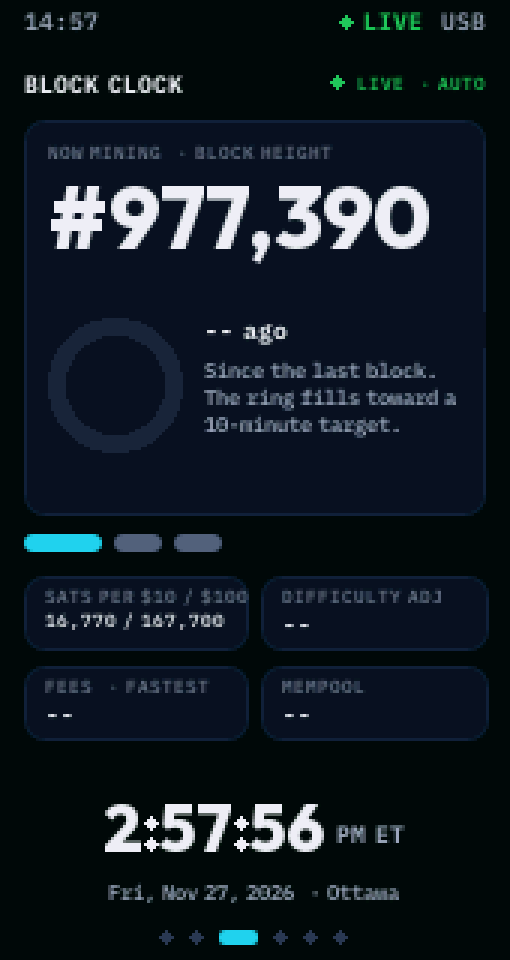 14:57 LIVE USB
BLOCK CLOCK LIVE · AUTO
NOW MINING · BLOCK HEIGHT
#977,390
-- ago
Since the last block.
The ring fills toward a
10-minute target.
SATS PER $10 / $100 DIFFICULTY ADJ
16,770 / 167,700 --
FEES · FASTEST MEMPOOL
-- --
2:57:56 PM ET
Fri, Nov 27, 2026 · Ottawa